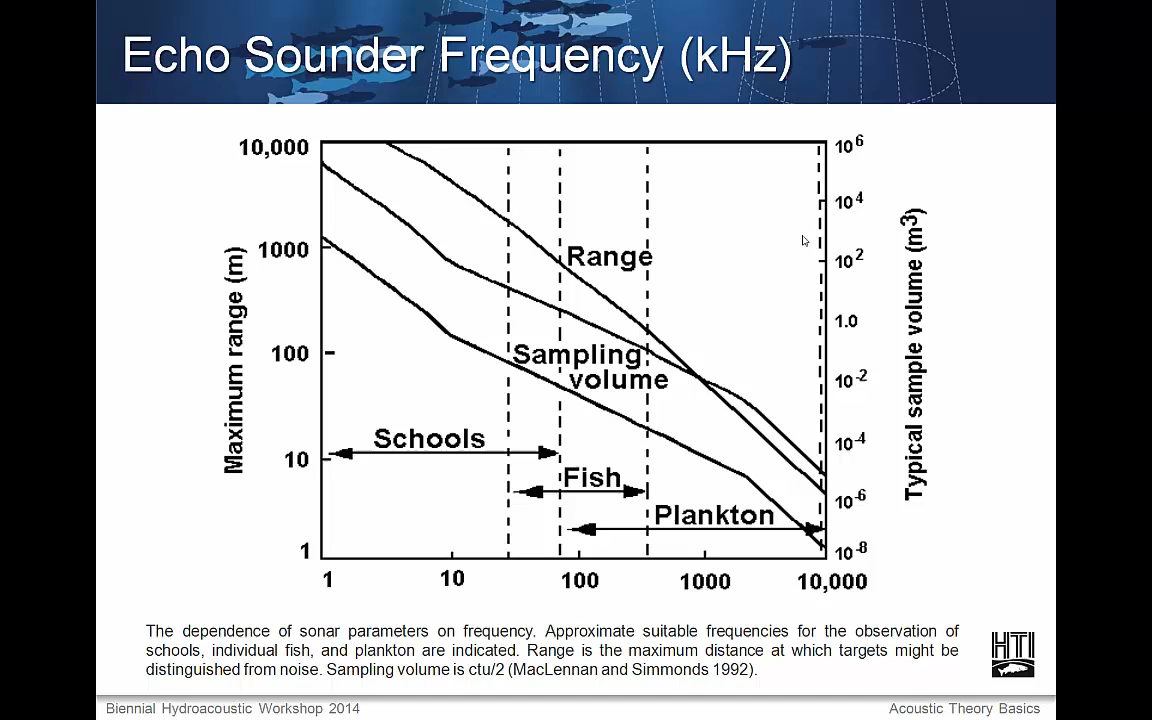 Echo Sounder Frequency (kHz)
10,000
1000
100
10
1
Maximum range (m)
Range
Sampling
volume
Schools
Fish
Plankton
10⁶
10⁴
10²
1.0
10⁻²
10⁻⁴
10⁻⁶
10⁻⁸
Typical sample volume (m³)
1
10
100
1000
10,000
The dependence of sonar parameters on frequency. Approximate suitable frequencies for the observation of
schools, individual fish, and plankton are indicated. Range is the maximum distance at which targets might be
distinguished from noise. Sampling volume is ctu/2 (MacLennan and Simmonds 1992).
HTI
Biennial Hydroacoustic Workshop 2014
Acoustic Theory Basics